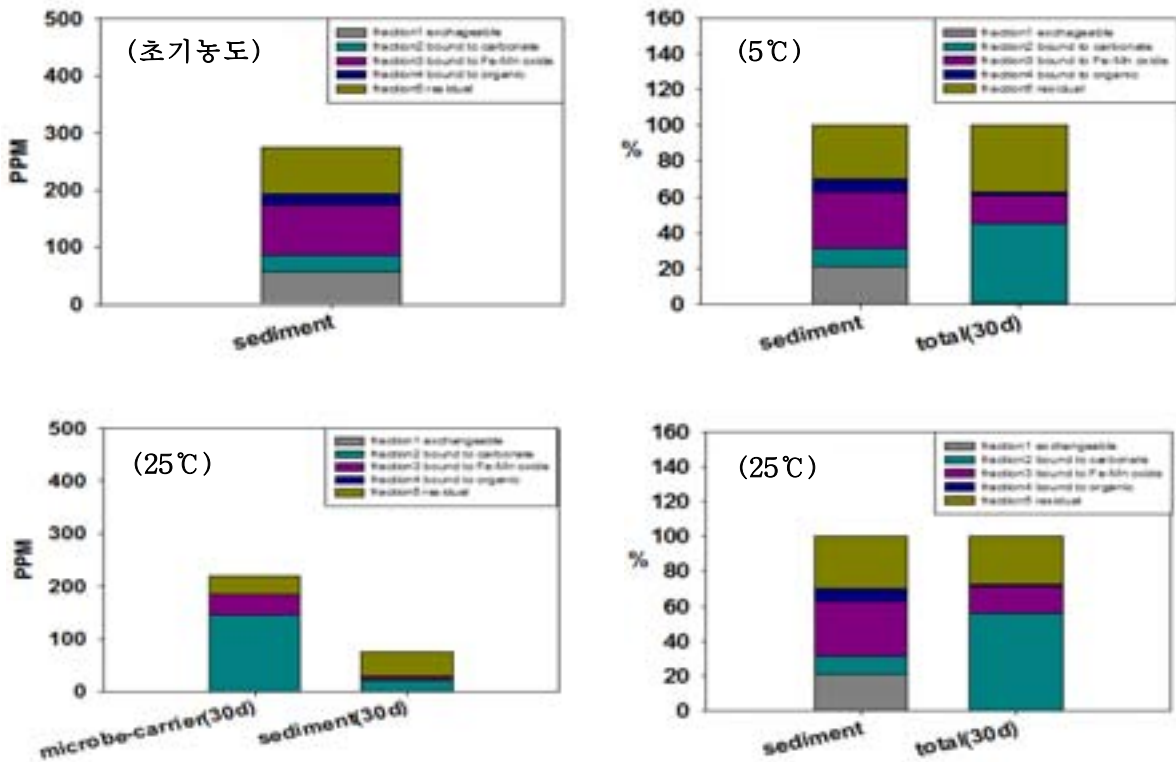 500
400
300
200
100
0
PPM
(초기농도)
fraction1 exchageable
fraction2 bound to carbonate
fraction3 bound to Fe-Mn oxide
fraction4 bound to organic
fraction5 residual
sediment
160
140
120
100
80
60
40
20
0
%
(5℃)
fraction1 exchageable
fraction2 bound to carbonate
fraction3 bound to Fe-Mn oxide
fraction4 bound to organic
fraction5 residual
sediment
total(30d)
500
400
300
200
100
0
PPM
(25℃)
fraction1 exchangeable
fraction2 bound to carbonate
fraction3 bound to Fe-Mn oxide
fraction4 bound to organic
fraction5 residual
microbe-carrier(30d)
sediment(30d)
160
140
120
100
80
60
40
20
0
%
(25℃)
fraction1 exchangeable
fraction2 bound to carbonate
fraction3 bound to Fe-Mn oxide
fraction4 bound to organic
fraction5 residual
sediment
total(30d)